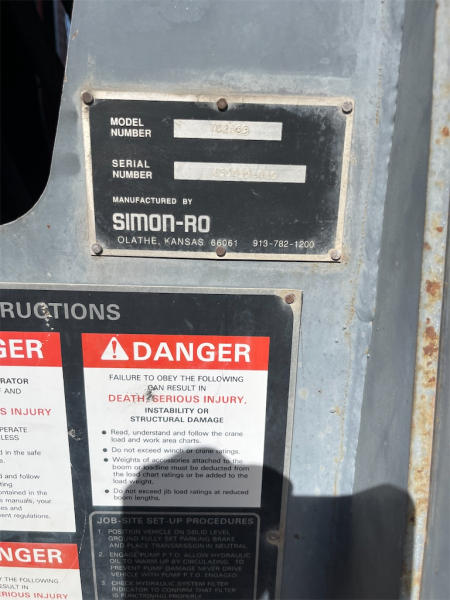 MODEL
NUMBER
SERIAL
NUMBER
MANUFACTURED BY
SIMON-RO
OLATHE, KANSAS 66061 913-782-1200
RUCTIONS
GER
RATOR
F AND
S INJURY
PERATE
LESS
d in the safe
e.
and follow
ating
contained in the
s manuals, your
es and
ent regulations.
NGER
ERATOR
IOUS INJURY
DANGER
FAILURE TO OBEY THE FOLLOWING
CAN RESULT IN
DEATH, SERIOUS INJURY,
INSTABILITY OR
STRUCTURAL DAMAGE
• Read, understand and follow the crane
load and work area charts.
• Do not exceed winch or crane ratings.
• Weights of accessories attached to the
boom or loadline must be deducted from
the load chart ratings or be added to the
load weight.
• Do not exceed jib load ratings at reduced
boom lengths.
JOB-SITE SET-UP PROCEDURES
1. POSITION VEHICLE ON SOLID LEVEL
GROUND FULLY SET PARKING BRAKE
AND PLACE TRANSMISSION IN NEUTRAL.
2. ENGAGE PUMP P.T.O. ALLOW HYDRAULIC
OIL TO WARM UP BY CIRCULATING. TO
PREVENT PUMP DAMAGE NEVER DRIVE
VEHICLE WITH PUMP P.T.O. ENGAGED.
3. CHECK HYDRAULIC SYSTEM FILTER
INDICATOR TO CONFIRM THAT FILTER
IS FUNCTIONING PROPERLY.